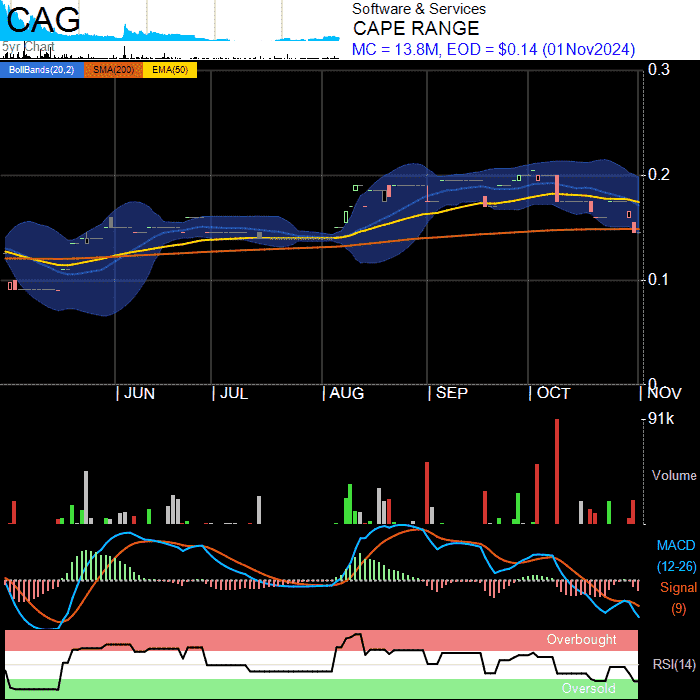 CAG
5yr Chart
Software & Services
CAPE RANGE
MC = 13.8M, EOD = $0.14 (01Nov2024)
BollBands(20,2) SMA(200) EMA(50)
0.3
0.2
0.1
0
| JUN | JUL | AUG | SEP | OCT | NOV
91k
Volume
MACD
(12-26)
Signal
(9)
Overbought
RSI(14)
Oversold